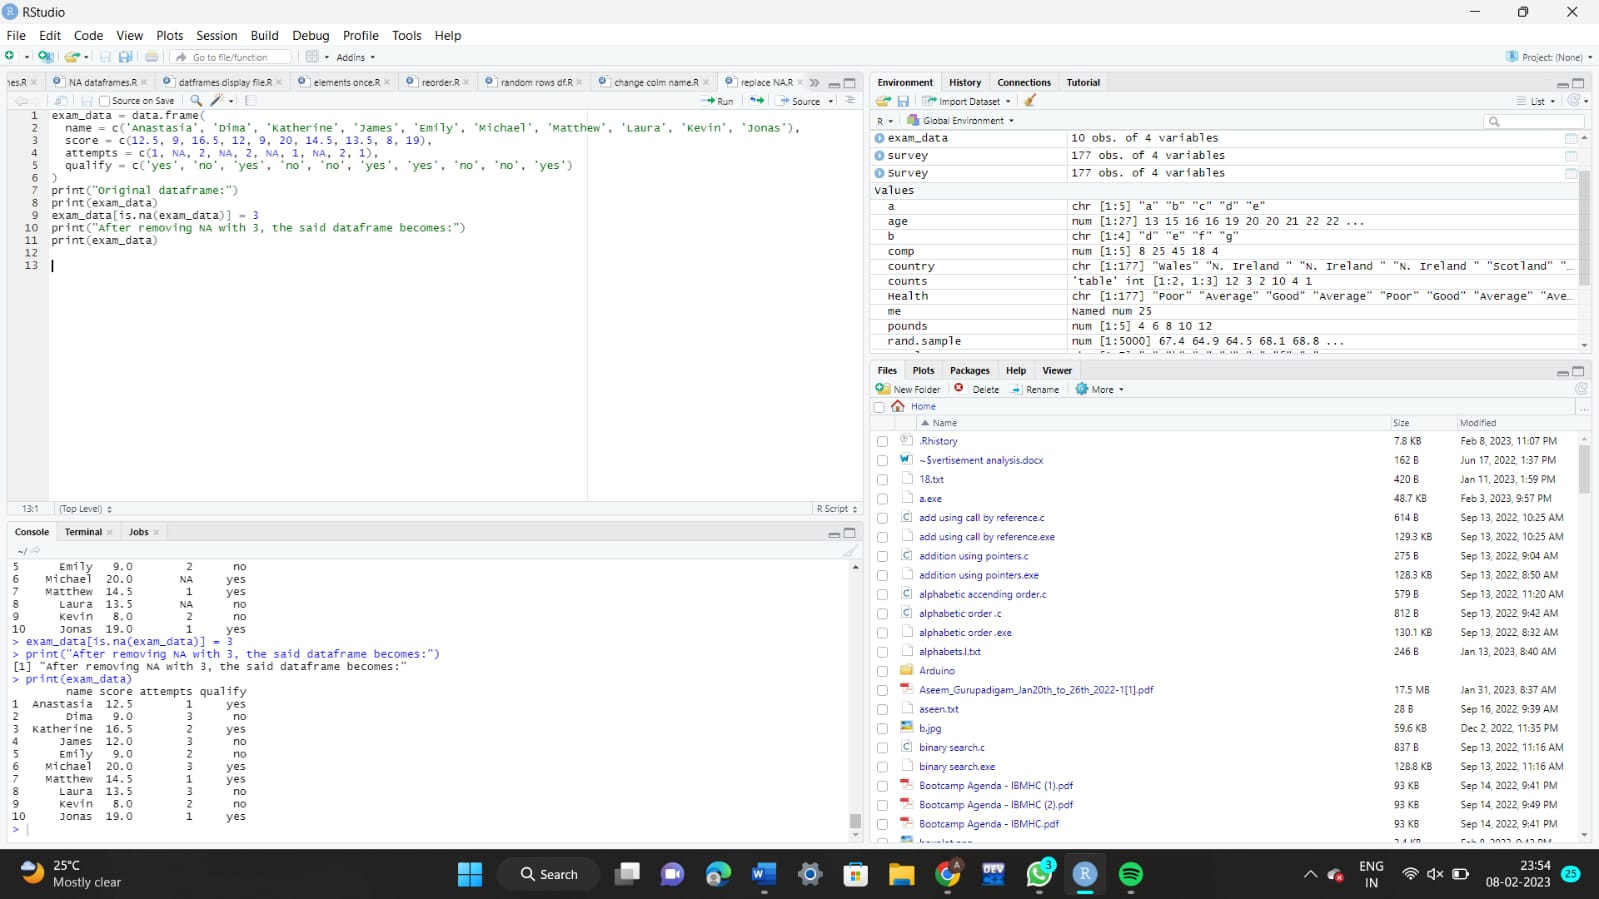 RStudio
File Edit Code View Plots Session Build Debug Profile Tools Help
Go to file/function Addins Project: (None)
nes.R NA dataframes.R datframes display file.R elements once.R reorder.R random rows df.R change colm name.R replace NA.R
Source on Save Run Source
1 exam_data = data.frame(
2 name = c('Anastasia', 'Dima', 'Katherine', 'James', 'Emily', 'Michael', 'Matthew', 'Laura', 'Kevin', 'Jonas'),
3 score = c(12.5, 9, 16.5, 12, 9, 20, 14.5, 13.5, 8, 19),
4 attempts = c(1, NA, 2, NA, 2, NA, 1, NA, 2, 1),
5 qualify = c('yes', 'no', 'yes', 'no', 'no', 'yes', 'yes', 'no', 'no', 'yes')
6 )
7 print("Original dataframe:")
8 print(exam_data)
9 exam_data[is.na(exam_data)] = 3
10 print("After removing NA with 3, the said dataframe becomes:")
11 print(exam_data)
12
13
13:1 (Top Level) R Script
Console Terminal Jobs
~/
5 Emily 9.0 2 no
6 Michael 20.0 NA yes
7 Matthew 14.5 1 yes
8 Laura 13.5 NA no
9 Kevin 8.0 2 no
10 Jonas 19.0 1 yes
> exam_data[is.na(exam_data)] = 3
> print("After removing NA with 3, the said dataframe becomes:")
[1] "After removing NA with 3, the said dataframe becomes:"
> print(exam_data)
name score attempts qualify
1 Anastasia 12.5 1 yes
2 Dima 9.0 3 no
3 Katherine 16.5 2 yes
4 James 12.0 3 no
5 Emily 9.0 2 no
6 Michael 20.0 3 yes
7 Matthew 14.5 1 yes
8 Laura 13.5 3 no
9 Kevin 8.0 2 no
10 Jonas 19.0 1 yes
>
Environment History Connections Tutorial
Import Dataset List
R Global Environment
exam_data 10 obs. of 4 variables
survey 177 obs. of 4 variables
Survey 177 obs. of 4 variables
Values
a chr [1:5] "a" "b" "c" "d" "e"
age num [1:27] 13 15 16 16 19 20 20 21 22 22 ...
b chr [1:4] "d" "e" "f" "g"
comp num [1:5] 8 25 45 18 4
country chr [1:177] "Wales" "N. Ireland " "N. Ireland " "N. Ireland " "Scotland" "…
counts 'table' int [1:2, 1:3] 12 3 2 10 4 1
Health chr [1:177] "Poor" "Average" "Good" "Average" "Poor" "Good" "Average" "Ave…
me Named num 25
pounds num [1:5] 4 6 8 10 12
rand.sample num [1:5000] 67.4 64.9 64.5 68.1 68.8 ...
Files Plots Packages Help Viewer
New Folder Delete Rename More
Home ...
Name Size Modified
.Rhistory 7.8 KB Feb 8, 2023, 11:07 PM
~$vertisement analysis.docx 162 B Jun 17, 2022, 1:37 PM
18.txt 420 B Jan 11, 2023, 1:59 PM
a.exe 48.7 KB Feb 3, 2023, 9:57 PM
add using call by reference.c 614 B Sep 13, 2022, 10:25 AM
add using call by reference.exe 129.3 KB Sep 13, 2022, 10:25 AM
addition using pointers.c 275 B Sep 13, 2022, 9:04 AM
addition using pointers.exe 128.3 KB Sep 13, 2022, 8:50 AM
alphabetic accending order.c 579 B Sep 13, 2022, 11:20 AM
alphabetic order .c 812 B Sep 13, 2022, 9:42 AM
alphabetic order .exe 130.1 KB Sep 13, 2022, 8:32 AM
alphabets.l.txt 246 B Jan 13, 2023, 8:40 AM
Arduino
Aseem_Gurupadigam_Jan20th_to_26th_2022-1[1].pdf 17.5 MB Jan 31, 2023, 8:37 AM
aseen.txt 28 B Sep 16, 2022, 9:39 AM
b.jpg 59.6 KB Dec 2, 2022, 11:35 PM
binary search.c 837 B Sep 13, 2022, 11:16 AM
binary search.exe 128.8 KB Sep 13, 2022, 11:16 AM
Bootcamp Agenda - IBMHC (1).pdf 93 KB Sep 14, 2022, 9:41 PM
Bootcamp Agenda - IBMHC (2).pdf 93 KB Sep 14, 2022, 9:49 PM
Bootcamp Agenda - IBMHC.pdf 93 KB Sep 14, 2022, 9:41 PM
25°C
Mostly clear
Search
DEV
3
ENG
IN
23:54
08-02-2023
25